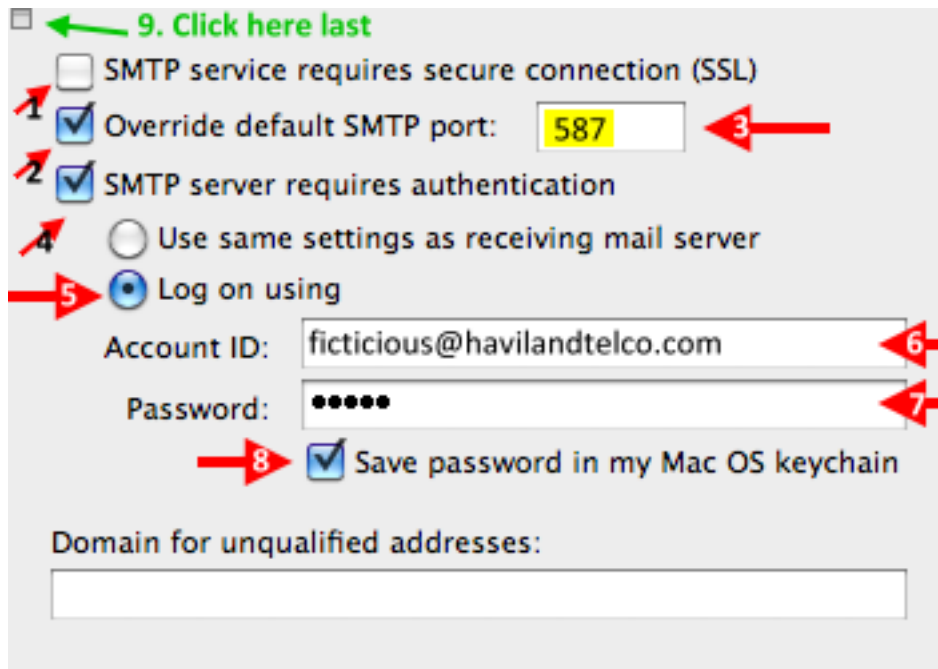 9. Click here last
SMTP service requires secure connection (SSL)
1
Override default SMTP port: 587 3
2
SMTP server requires authentication
4
Use same settings as receiving mail server
5 Log on using
Account ID: ficticious@havilandtelco.com 6
Password: ••••• 7
8 Save password in my Mac OS keychain
Domain for unqualified addresses: